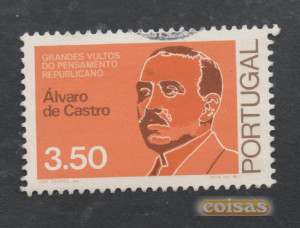 GRANDES VULTOS
DO PENSAMENTO
REPUBLICANO
Álvaro
de Castro
3.50
PORTUGAL
coisas